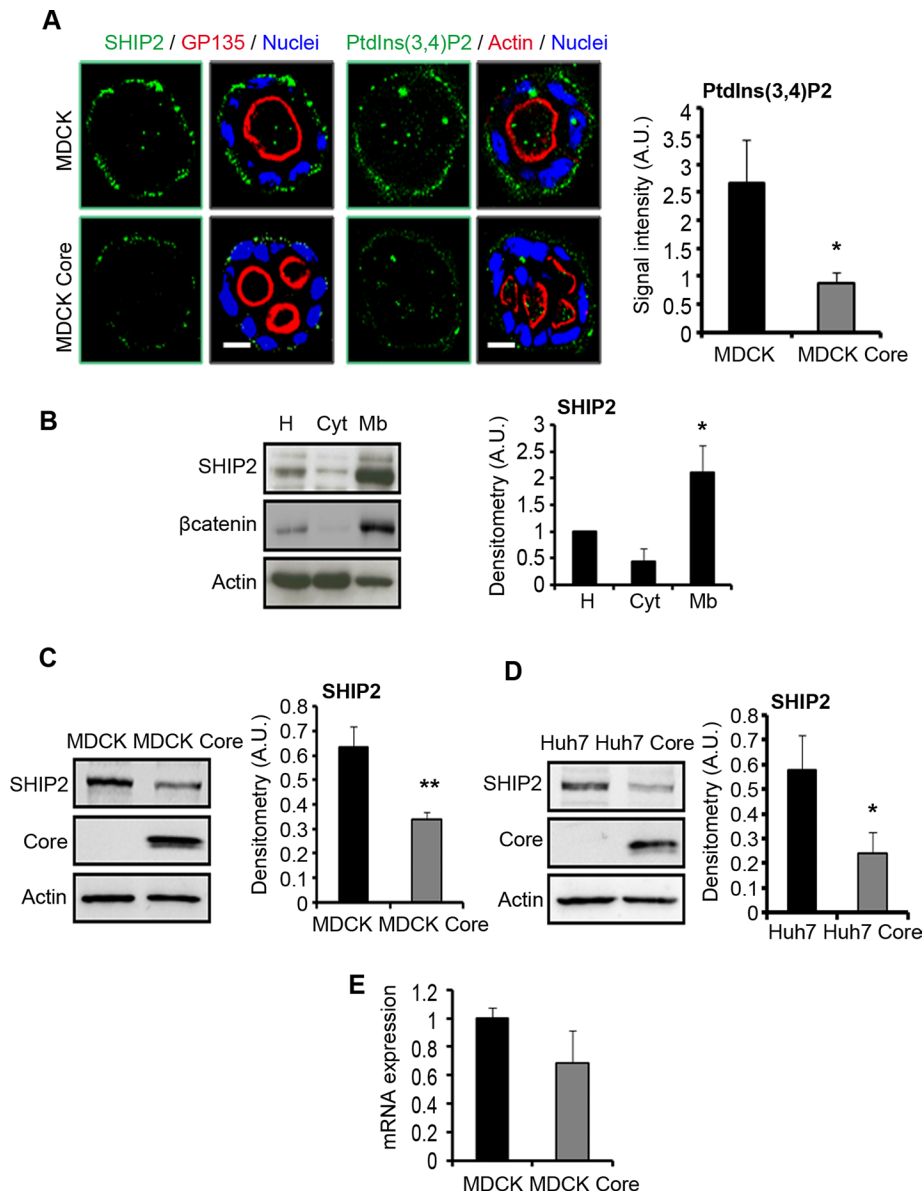 A
SHIP2 / GP135 / Nuclei
PtdIns(3,4)P2 / Actin / Nuclei
MDCK
MDCK Core
PtdIns(3,4)P2
Signal intensity (A.U.)
4
3.5
3
2.5
2
1.5
1
0.5
0
*
MDCK
MDCK Core
B
H Cyt Mb
SHIP2
βcatenin
Actin
SHIP2
Densitometry (A.U.)
3
2.5
2
1.5
1
0.5
0
*
H Cyt Mb
C
MDCK MDCK Core
SHIP2
Core
Actin
SHIP2
Densitometry (A.U.)
0.8
0.7
0.6
0.5
0.4
0.3
0.2
0.1
0
**
MDCK MDCK Core
D
Huh7 Huh7 Core
SHIP2
Core
Actin
SHIP2
Densitometry (A.U.)
0.8
0.7
0.6
0.5
0.4
0.3
0.2
0.1
0
*
Huh7 Huh7 Core
E
mRNA expression
1.2
1
0.8
0.6
0.4
0.2
0
MDCK MDCK Core